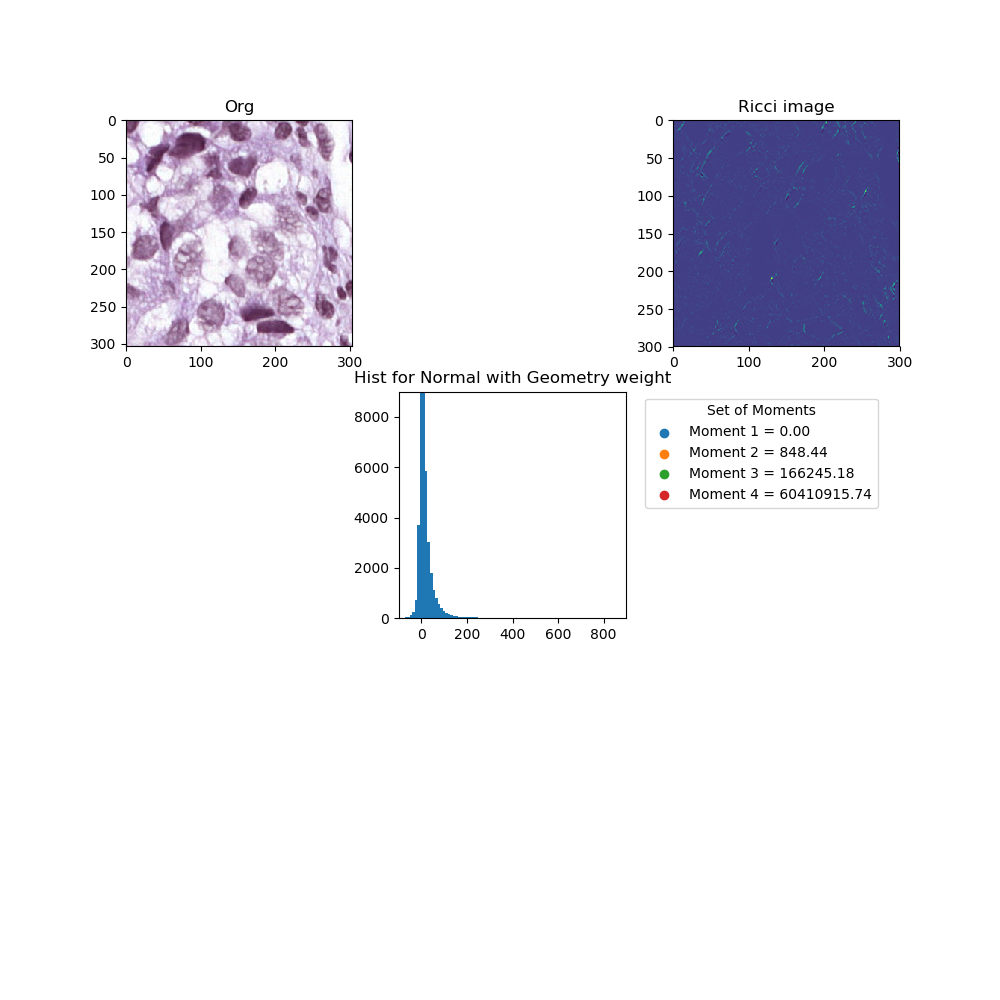 Org
0
50
100
150
200
250
300
0 100 200 300
Ricci image
0
50
100
150
200
250
300
0 100 200 300
Hist for Normal with Geometry weight
8000
6000
4000
2000
0
0 200 400 600 800
Set of Moments
Moment 1 = 0.00
Moment 2 = 848.44
Moment 3 = 166245.18
Moment 4 = 60410915.74